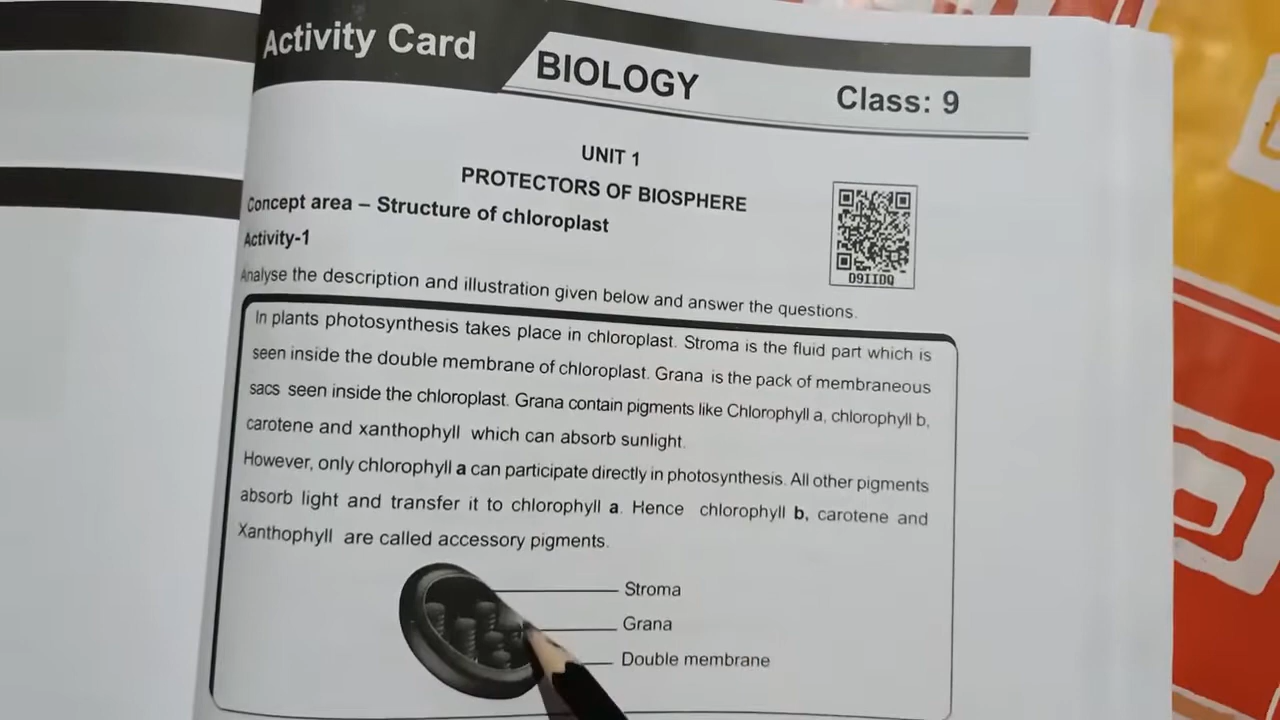 Activity Card
BIOLOGY
Class: 9
UNIT 1
PROTECTORS OF BIOSPHERE
Concept area – Structure of chloroplast
Activity-1
Analyse the description and illustration given below and answer the questions.
D9IIDQ
In plants photosynthesis takes place in chloroplast. Stroma is the fluid part which is
seen inside the double membrane of chloroplast. Grana is the pack of membraneous
sacs seen inside the chloroplast. Grana contain pigments like Chlorophyll a, chlorophyll b,
carotene and xanthophyll which can absorb sunlight.
However, only chlorophyll a can participate directly in photosynthesis. All other pigments
absorb light and transfer it to chlorophyll a. Hence chlorophyll b, carotene and
Xanthophyll are called accessory pigments.
Stroma
Grana
Double membrane